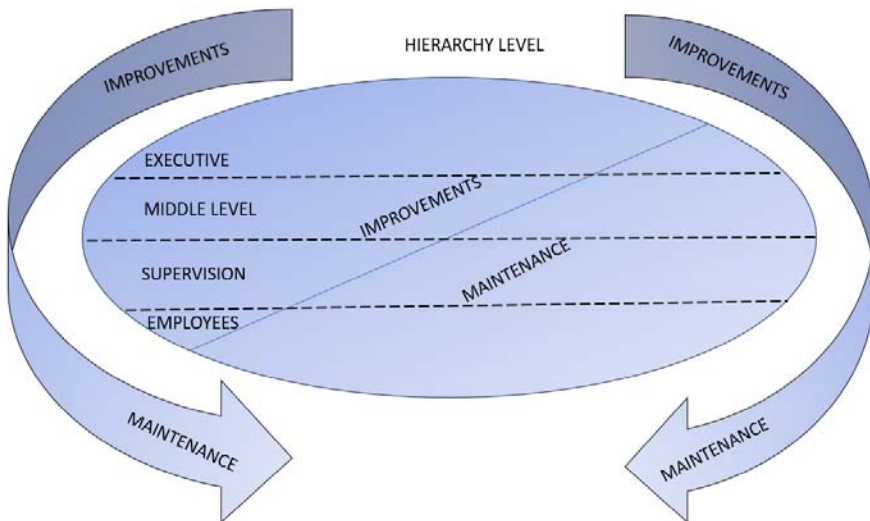 HIERARCHY LEVEL
IMPROVEMENTS
IMPROVEMENTS
EXECUTIVE
MIDDLE LEVEL
IMPROVEMENTS
SUPERVISION
MAINTENANCE
EMPLOYEES
MAINTENANCE
MAINTENANCE